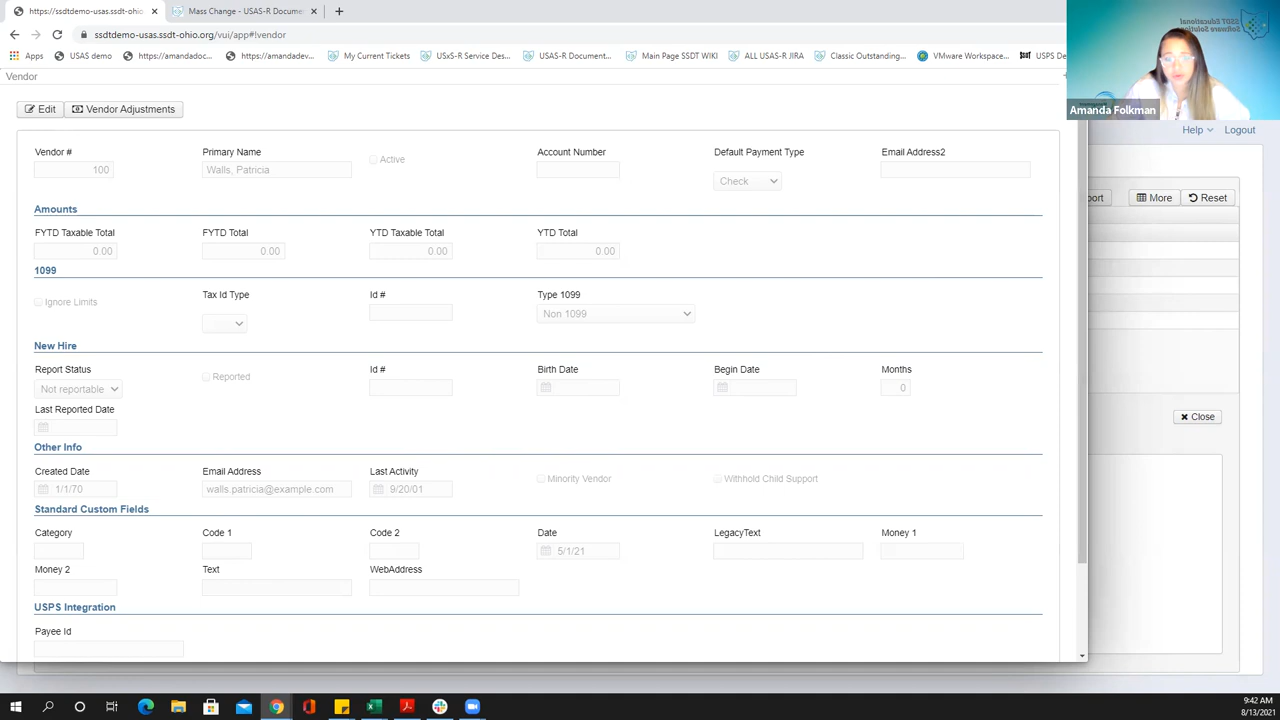 https://ssdtdemo-usas.ssdt-ohio.org
Mass Change - USAS-R Docume
ssdtdemo-usas.ssdt-ohio.org/vui/app#!vendor
Apps
USAS demo
https://amandadoc...
https://amandadev...
My Current Tickets
USxS-R Service Des...
USAS-R Document...
Main Page SSDT WIKI
ALL USAS-R JIRA
Classic Outstanding...
VMware Workspace...
USPS De
Vendor
Amanda Folkman
Edit
Vendor Adjustments
Help
Logout
Vendor #
Primary Name
Active
Account Number
Default Payment Type
Email Address2
100
Walls, Patricia
Check
port
More
Reset
Amounts
FYTD Taxable Total
FYTD Total
YTD Taxable Total
YTD Total
0.00
0.00
0.00
0.00
1099
Ignore Limits
Tax Id Type
Id #
Type 1099
Non 1099
New Hire
Report Status
Reported
Id #
Birth Date
Begin Date
Months
Not reportable
0
Last Reported Date
Close
Other Info
Created Date
Email Address
Last Activity
Minority Vendor
Withhold Child Support
1/1/70
walls.patricia@example.com
9/20/01
Standard Custom Fields
Category
Code 1
Code 2
Date
LegacyText
Money 1
5/1/21
Money 2
Text
WebAddress
USPS Integration
Payee Id
9:42 AM
8/13/2021